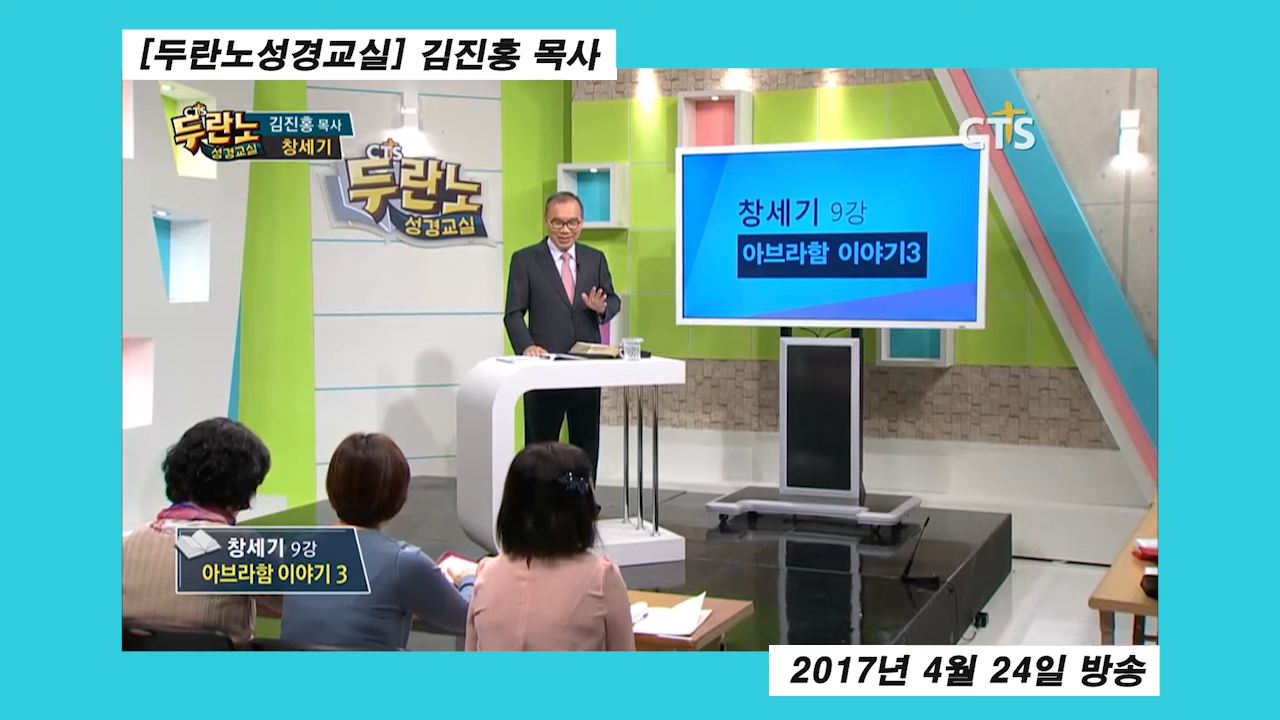 [두란노성경교실] 김진홍 목사
CTS
두란노
성경교실
김진홍 목사
창세기
CTS
두란노
성경교실
CTS
창세기 9강
아브라함 이야기3
창세기 9강
아브라함 이야기 3
2017년 4월 24일 방송